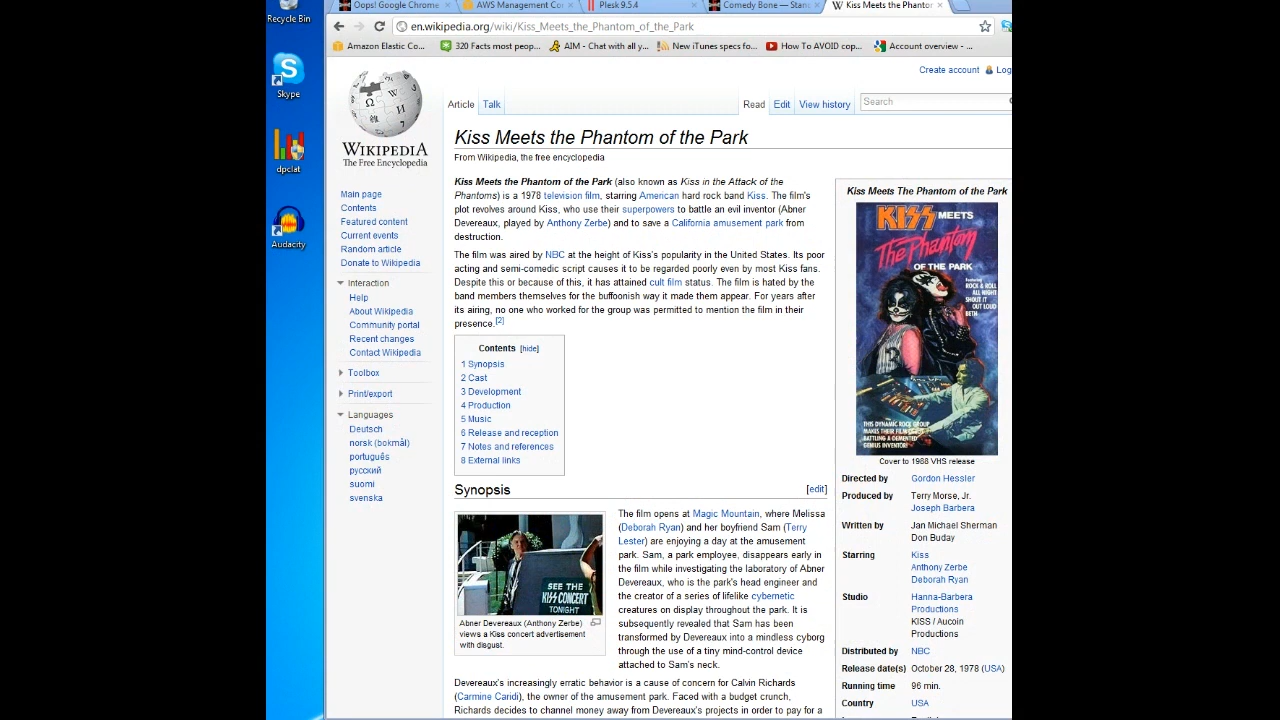 Recycle Bin
Skype
dpclat
Audacity
Oops! Google Chrome
AWS Management Co
Plesk 9.5.4
Comedy Bone — Stan
Kiss Meets the Phantom
en.wikipedia.org/wiki/Kiss_Meets_the_Phantom_of_the_Park
Amazon Elastic Co...
320 Facts most peop...
AIM - Chat with all y...
New iTunes specs fo...
How To AVOID cop...
Account overview - ...
Create account
Log
WIKIPEDIA
The Free Encyclopedia
Main page
Contents
Featured content
Current events
Random article
Donate to Wikipedia
Interaction
Help
About Wikipedia
Community portal
Recent changes
Contact Wikipedia
Toolbox
Print/export
Languages
Deutsch
norsk (bokmål)
português
русский
suomi
svenska
Article
Talk
Read
Edit
View history
Search
Kiss Meets the Phantom of the Park
From Wikipedia, the free encyclopedia
Kiss Meets the Phantom of the Park (also known as Kiss in the Attack of the
Phantoms) is a 1978 television film, starring American hard rock band Kiss. The film's
plot revolves around Kiss, who use their superpowers to battle an evil inventor (Abner
Devereaux, played by Anthony Zerbe) and to save a California amusement park from
destruction.
The film was aired by NBC at the height of Kiss's popularity in the United States. Its poor
acting and semi-comedic script causes it to be regarded poorly even by most Kiss fans.
Despite this or because of this, it has attained cult film status. The film is hated by the
band members themselves for the buffoonish way it made them appear. For years after
its airing, no one who worked for the group was permitted to mention the film in their
presence.[2]
Contents [hide]
1 Synopsis
2 Cast
3 Development
4 Production
5 Music
6 Release and reception
7 Notes and references
8 External links
Synopsis
[edit]
SEE THE
KISS CONCERT
TONIGHT
Abner Devereaux (Anthony Zerbe)
views a Kiss concert advertisement
with disgust.
The film opens at Magic Mountain, where Melissa
(Deborah Ryan) and her boyfriend Sam (Terry
Lester) are enjoying a day at the amusement
park. Sam, a park employee, disappears early in
the film while investigating the laboratory of Abner
Devereaux, who is the park's head engineer and
the creator of a series of lifelike cybernetic
creatures on display throughout the park. It is
subsequently revealed that Sam has been
transformed by Devereaux into a mindless cyborg
through the use of a tiny mind-control device
attached to Sam's neck.
Devereaux's increasingly erratic behavior is a cause of concern for Calvin Richards
(Carmine Caridi), the owner of the amusement park. Faced with a budget crunch,
Richards decides to channel money away from Devereaux's projects in order to pay for a
Kiss Meets The Phantom of the Park
KISS MEETS
The Phantom
OF THE PARK
Featuring
ROCK & ROLL
ALL NIGHT
SHOUT IT
OUT LOUD
BETH
THIS DYNAMIC ROCK GROUP
MAKES THEIR FILM DEBUT
BATTLING A DEMENTED
GENIUS INVENTOR!
Cover to 1988 VHS release
Directed by Gordon Hessler
Produced by Terry Morse, Jr.
Joseph Barbera
Written by Jan Michael Sherman
Don Buday
Starring Kiss
Anthony Zerbe
Deborah Ryan
Studio Hanna-Barbera
Productions
KISS / Aucoin
Productions
Distributed by NBC
Release date(s) October 28, 1978 (USA)
Running time 96 min.
Country USA